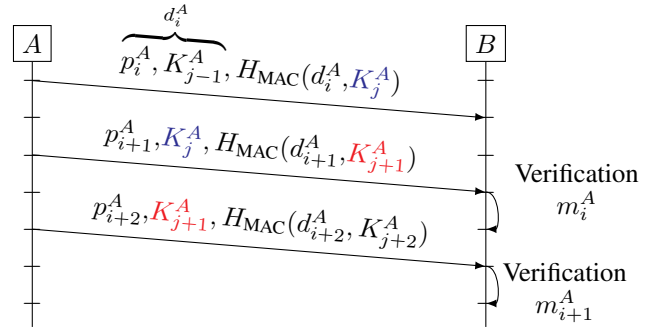 d_i^A
A B
p_i^A, K_{j-1}^A, H_MAC(d_i^A, K_j^A)
p_{i+1}^A, K_j^A, H_MAC(d_{i+1}^A, K_{j+1}^A)
Verification
m_i^A
p_{i+2}^A, K_{j+1}^A, H_MAC(d_{i+2}^A, K_{j+2}^A)
Verification
m_{i+1}^A